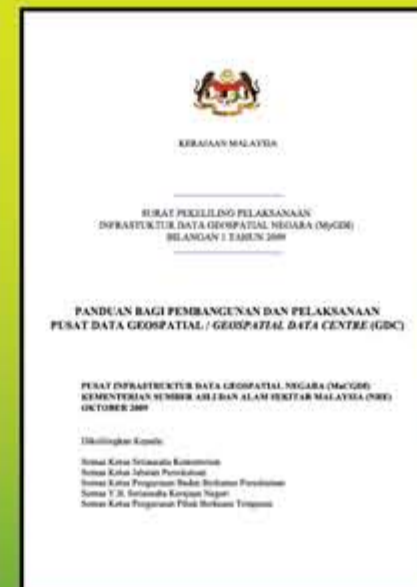 KERAJAAN MALAYSIA
SURAT PEKELILING PELAKSANAAN
INFRASTRUKTUR DATA GEOSPATIAL NEGARA (MyGDI)
BILANGAN 1 TAHUN 2009
PANDUAN BAGI PEMBANGUNAN DAN PELAKSANAAN
PUSAT DATA GEOSPATIAL / GEOSPATIAL DATA CENTRE (GDC)
PUSAT INFRASTRUKTUR DATA GEOSPATIAL NEGARA (MaCGDI)
KEMENTERIAN SUMBER ASLI DAN ALAM SEKITAR MALAYSIA (NRE)
OKTOBER 2009
Dikelilingkan Kepada:
Semua Ketua Setiausaha Kementerian
Semua Ketua Jabatan Persekutuan
Semua Ketua Pengurusan Badan Berkanun Persekutuan
Semua Y.B. Setiausaha Kerajaan Negeri
Semua Ketua Pengurusan Pihak Berkuasa Tempatan